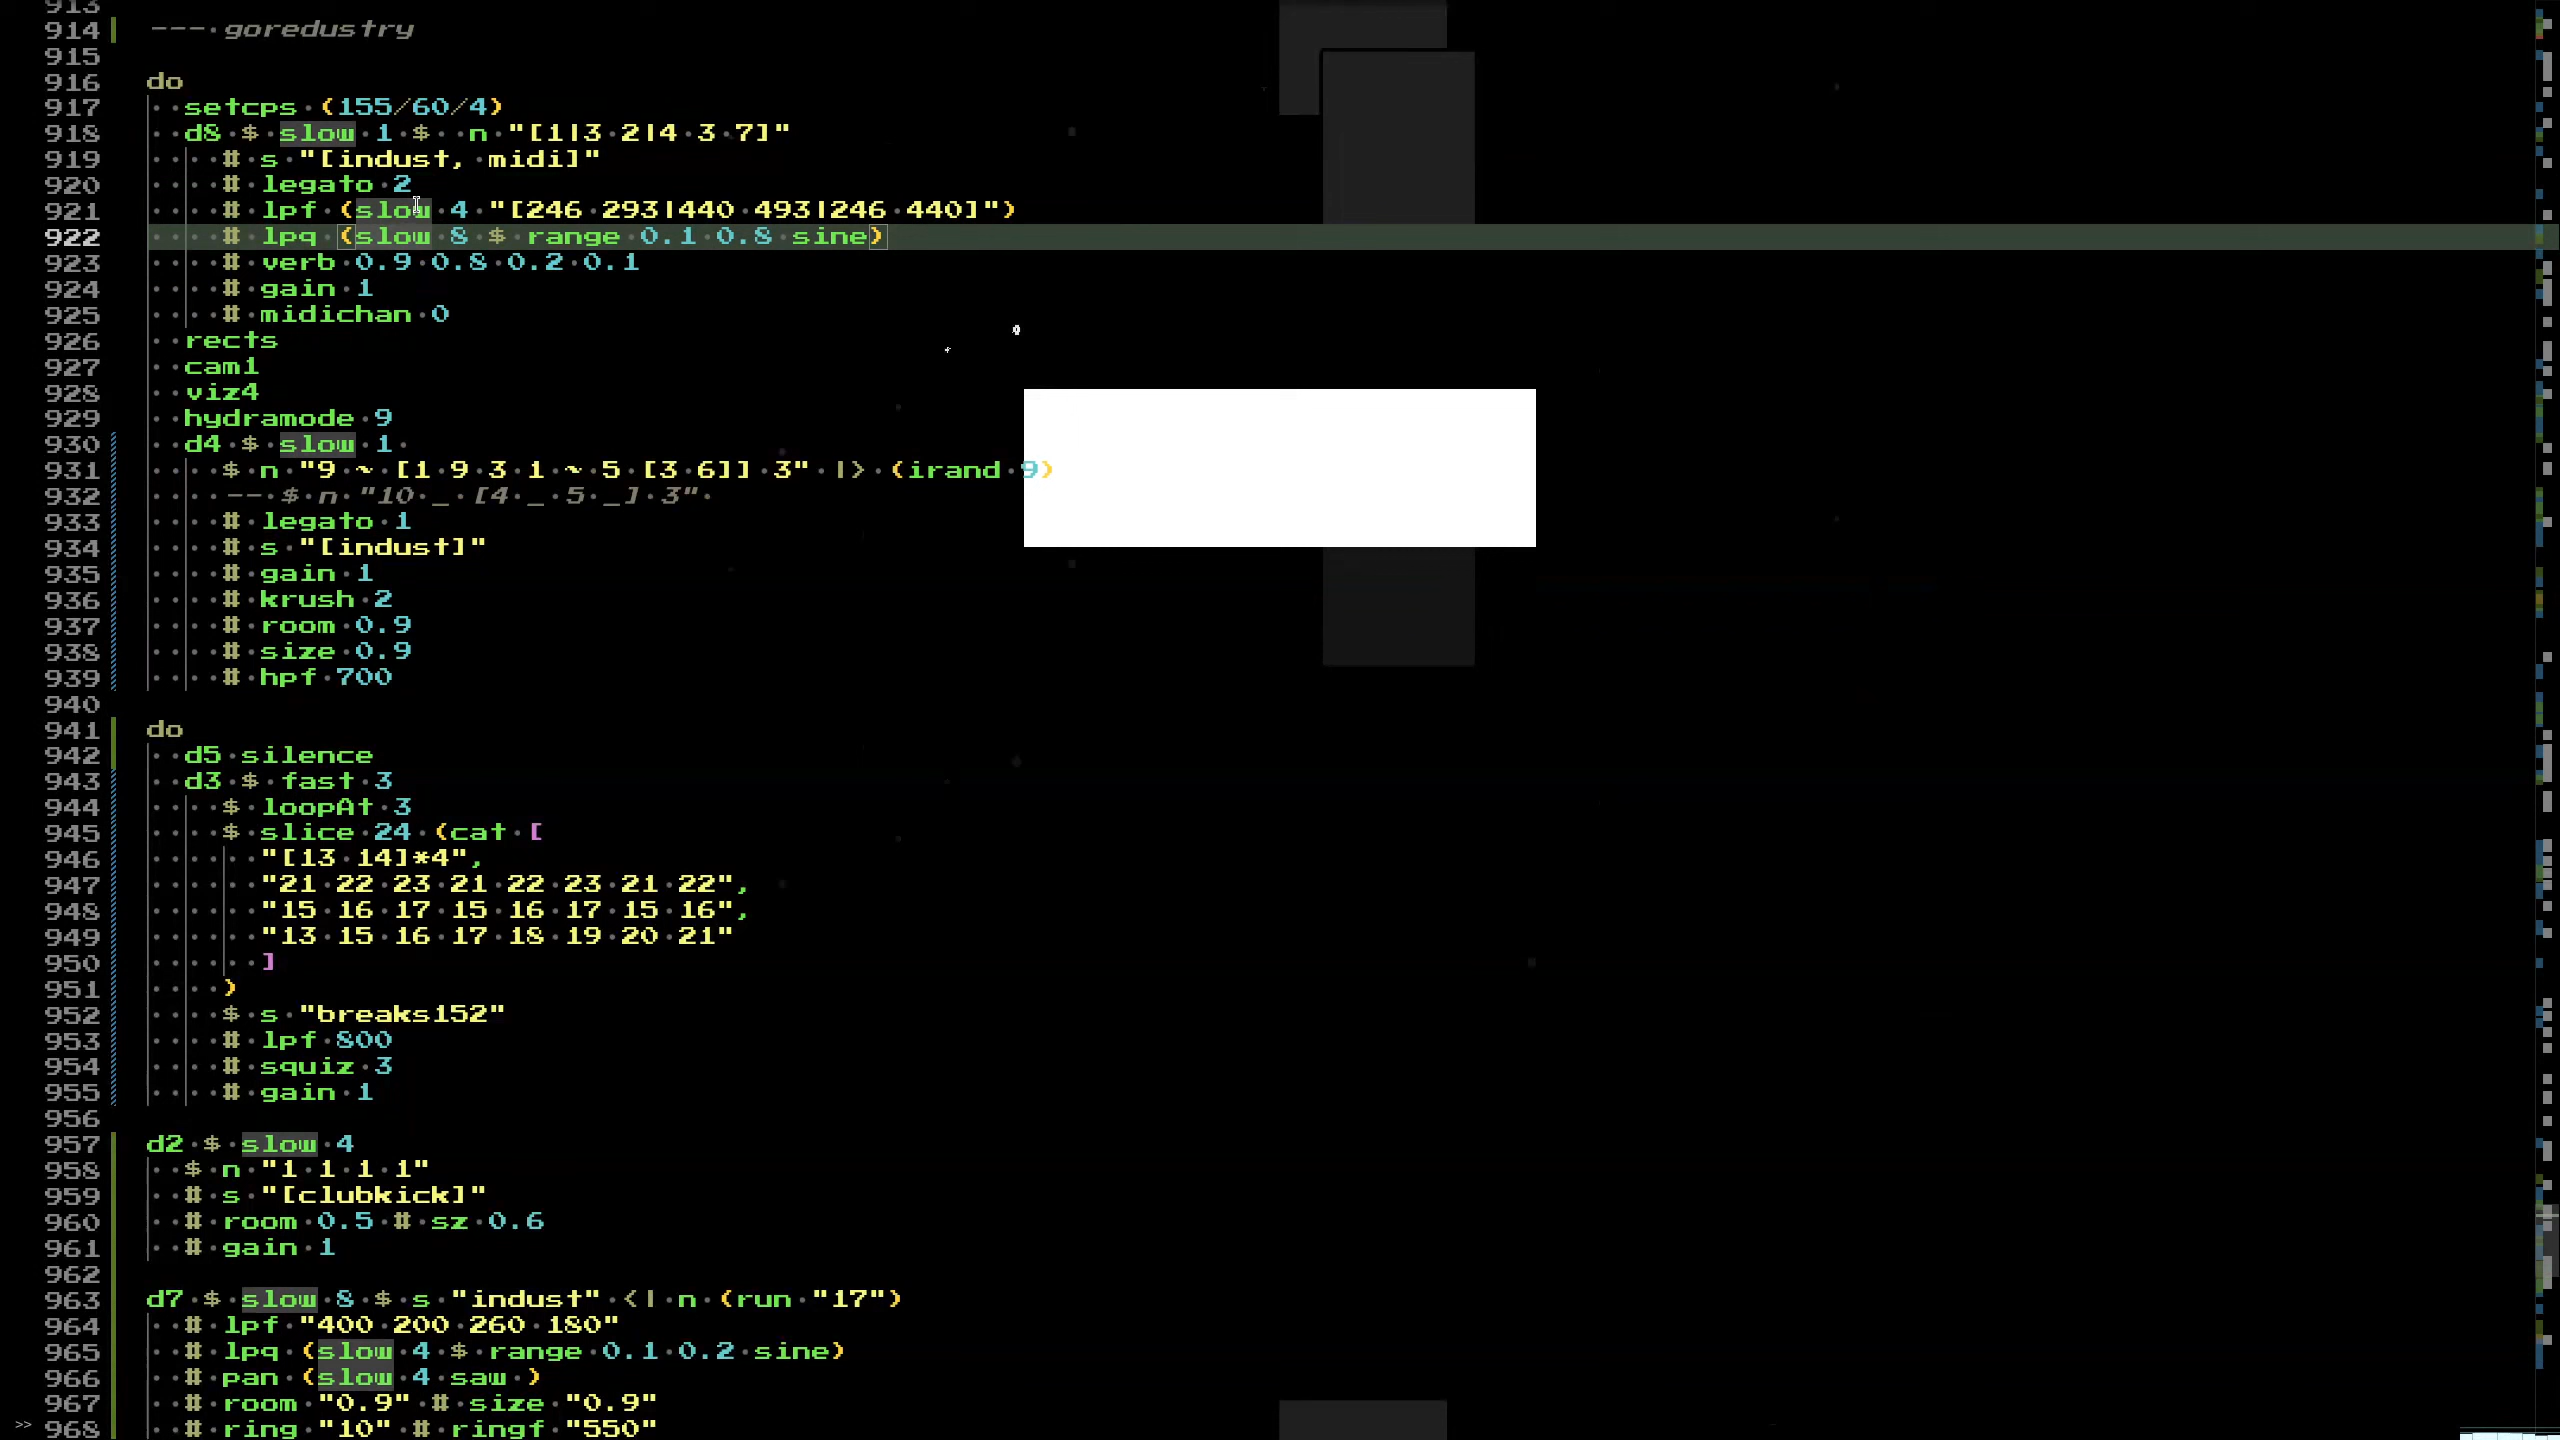 913
914 ---·goredustry
915
916 do
917 ··setcps·(155/60/4)
918 ··d8·$·slow·1·$··n·"[1|3·2|4·3·7]"
919 ····#·s·"[indust,·midi]"
920 ····#·legato·2
921 ····#·lpf·(slow·4·"[246·293|440·493|246·440]")
922 ····#·lpq·(slow·8·$·range·0.1·0.8·sine)
923 ····#·verb·0.9·0.8·0.2·0.1
924 ····#·gain·1
925 ····#·midichan·0
926 ··rects
927 ··cam1
928 ··viz4
929 ··hydramode·9
930 ··d4·$·slow·1·
931 ····$·n·"9·~·[1·9·3·1·~·5·[3·6]]·3"·|>·(irand·9)
932 ····--·$·n·"10·_·[4·_·5·_]·3"·
933 ····#·legato·1
934 ····#·s·"[indust]"
935 ····#·gain·1
936 ····#·krush·2
937 ····#·room·0.9
938 ····#·size·0.9
939 ····#·hpf·700
940
941 do
942 ··d5·silence
943 ··d3·$·fast·3
944 ····$·loopAt·3
945 ····$·slice·24·(cat·[
946 ······"[13·14]*4",
947 ······"21·22·23·21·22·23·21·22",
948 ······"15·16·17·15·16·17·15·16",
949 ······"13·15·16·17·18·19·20·21"
950 ······]
951 ····)
952 ····$·s·"breaks152"
953 ····#·lpf·800
954 ····#·squiz·3
955 ····#·gain·1
956
957 d2·$·slow·4
958 ··$·n·"1·1·1·1"
959 ··#·s·"[clubkick]"
960 ··#·room·0.5·#·sz·0.6
961 ··#·gain·1
962
963 d7·$·slow·8·$·s·"indust"·<|·n·(run·"17")
964 ··#·lpf·"400·200·260·180"
965 ··#·lpq·(slow·4·$·range·0.1·0.2·sine)
966 ··#·pan·(slow·4·saw·)
967 ··#·room·"0.9"·#·size·"0.9"
>> 968 ··#·ring·"10"·#·ringf·"550"